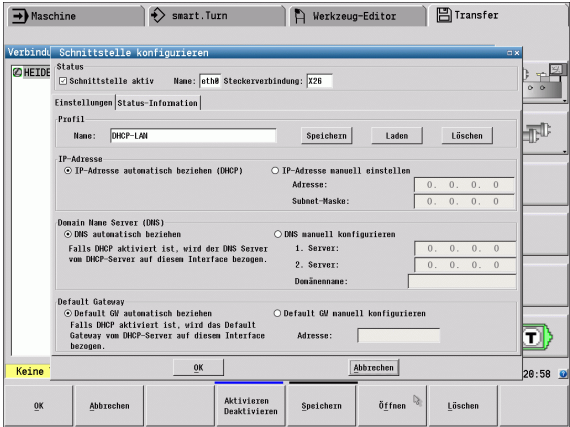 Maschine
smart.Turn
Werkzeug-Editor
Transfer
Verbindu
Schnittstelle konfigurieren
HEIDE
Status
Schnittstelle aktiv Name: eth0 Steckerverbindung: X26
Einstellungen Status-Information
Profil
Name: DHCP-LAN Speichern Laden Löschen
IP-Adresse
IP-Adresse automatisch beziehen (DHCP)
IP-Adresse manuell einstellen
Adresse: 0. 0. 0. 0
Subnet-Maske: 0. 0. 0. 0
Domain Name Server (DNS)
DNS automatisch beziehen
Falls DHCP aktiviert ist, wird der DNS Server
vom DHCP-Server auf diesem Interface bezogen.
DNS manuell konfigurieren
1. Server: 0. 0. 0. 0
2. Server: 0. 0. 0. 0
Domänenname:
Default Gateway
Default GW automatisch beziehen
Falls DHCP aktiviert ist, wird das Default
Gateway vom DHCP-Server auf diesem Interface
bezogen.
Default GW manuell konfigurieren
Adresse:
OK Abbrechen
T
Keine
20:58
OK
Abbrechen
Aktivieren
Deaktivieren
Speichern
Öffnen
Löschen